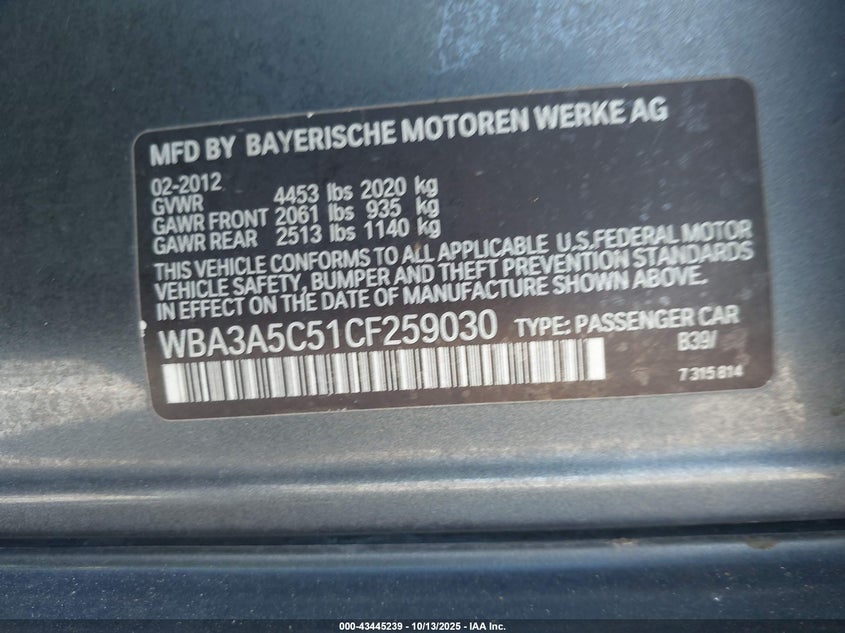 MFD BY BAYERISCHE MOTOREN WERKE AG
02-2012
GVWR 4453 lbs 2020 kg
GAWR FRONT 2061 lbs 935 kg
GAWR REAR 2513 lbs 1140 kg
THIS VEHICLE CONFORMS TO ALL APPLICABLE U.S.FEDERAL MOTOR
VEHICLE SAFETY, BUMPER AND THEFT PREVENTION STANDARDS
IN EFFECT ON THE DATE OF MANUFACTURE SHOWN ABOVE.
WBA3A5C51CF259030 TYPE: PASSENGER CAR
B39/
7 315 814
000-43445239 - 10/13/2025 - IAA Inc.